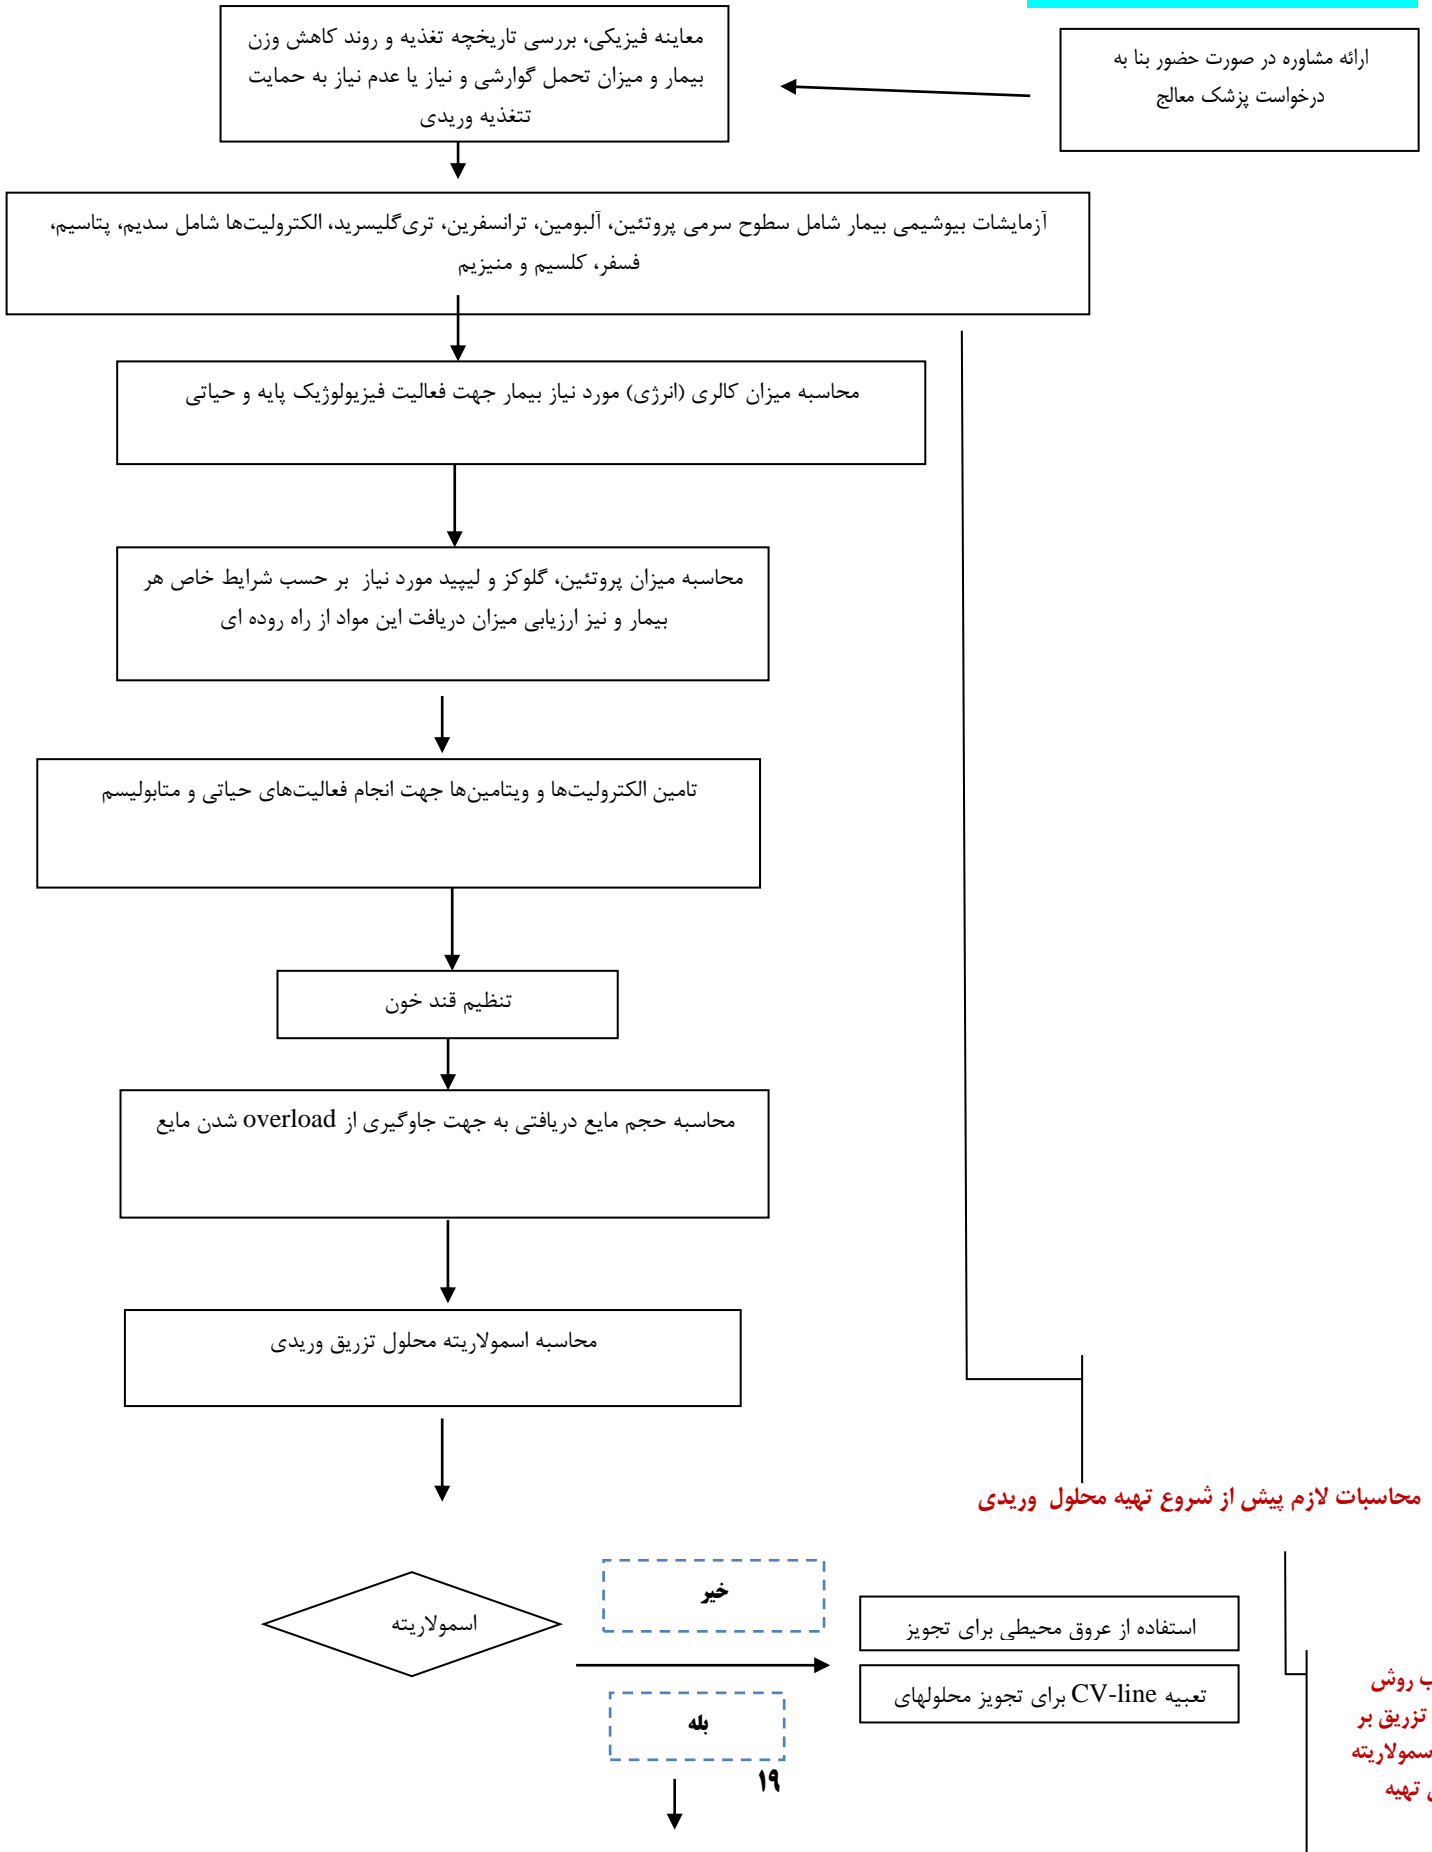 ارائه مشاوره در صورت حضور بنا به
درخواست پزشک معالج
معاینه فیزیکی، بررسی تاریخچه تغذیه و روند کاهش وزن
بیمار و میزان تحمل گوارشی و نیاز یا عدم نیاز به حمایت
تتغذیه وریدی
آزمایشات بیوشیمی بیمار شامل سطوح سرمی پروتئین، آلبومین، ترانسفرین، تری‌گلیسرید، الکترولیت‌ها شامل سدیم، پتاسیم،
فسفر، کلسیم و منیزیم
محاسبه میزان کالری (انرژی) مورد نیاز بیمار جهت فعالیت فیزیولوژیک پایه و حیاتی
محاسبه میزان پروتئین، گلوکز و لیپید مورد نیاز بر حسب شرایط خاص هر
بیمار و نیز ارزیابی میزان دریافت این مواد از راه روده ای
تامین الکترولیت‌ها و ویتامین‌ها جهت انجام فعالیت‌های حیاتی و متابولیسم
تنظیم قند خون
محاسبه حجم مایع دریافتی به جهت جاوگیری از overload شدن مایع
محاسبه اسمولاریته محلول تزریق وریدی
محاسبات لازم پیش از شروع تهیه محلول وریدی
اسمولاریته
خیر
بله
استفاده از عروق محیطی برای تجویز
تعبیه CV-line برای تجویز محلولهای
روش
تزریق بر
سمولاریته
تهیه
۱۹